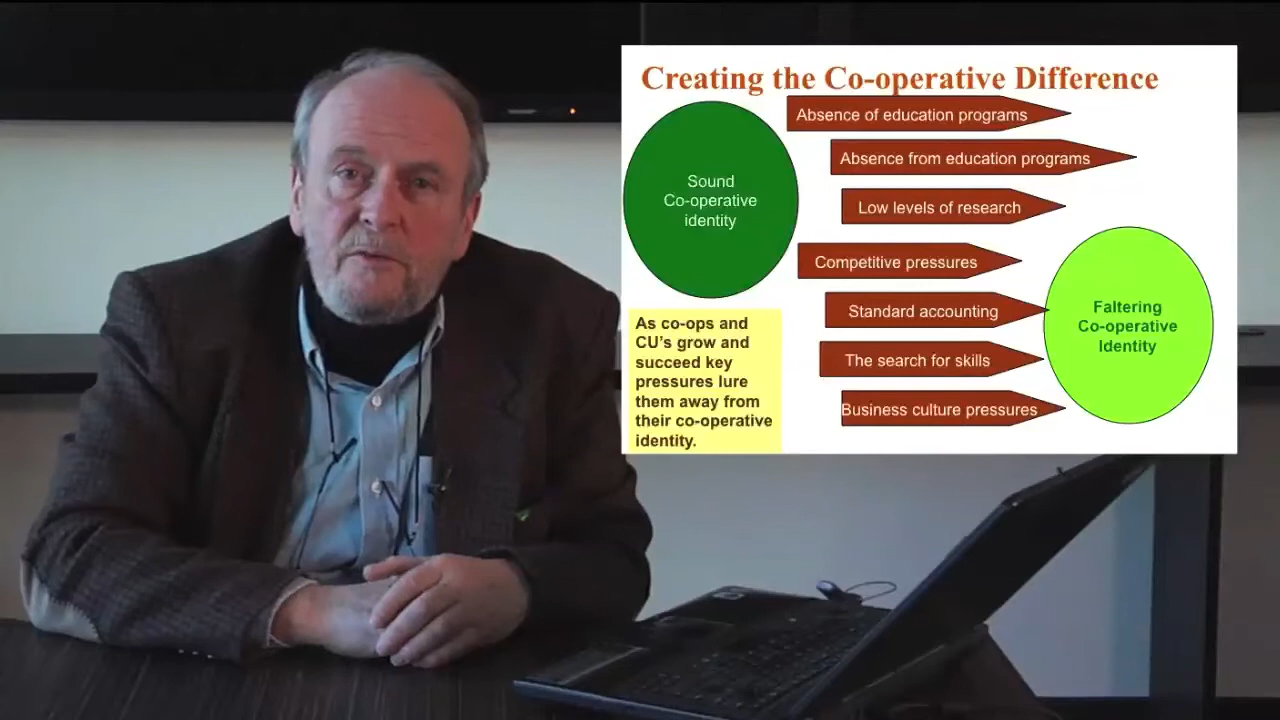 Creating the Co-operative Difference
Absence of education programs
Absence from education programs
Sound
Co-operative
identity
Low levels of research
Competitive pressures
Standard accounting
The search for skills
Business culture pressures
Faltering
Co-operative
Identity
As co-ops and
CU's grow and
succeed key
pressures lure
them away from
their co-operative
identity.